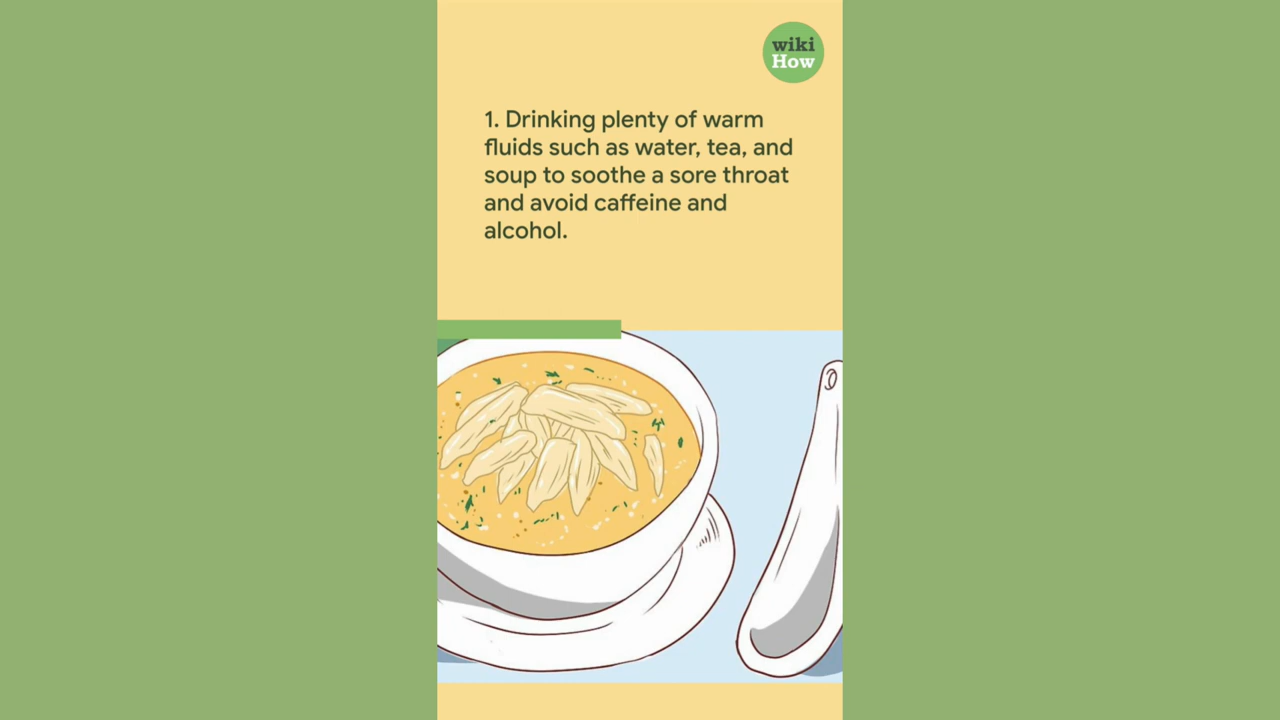 wiki
How
1. Drinking plenty of warm
fluids such as water, tea, and
soup to soothe a sore throat
and avoid caffeine and
alcohol.